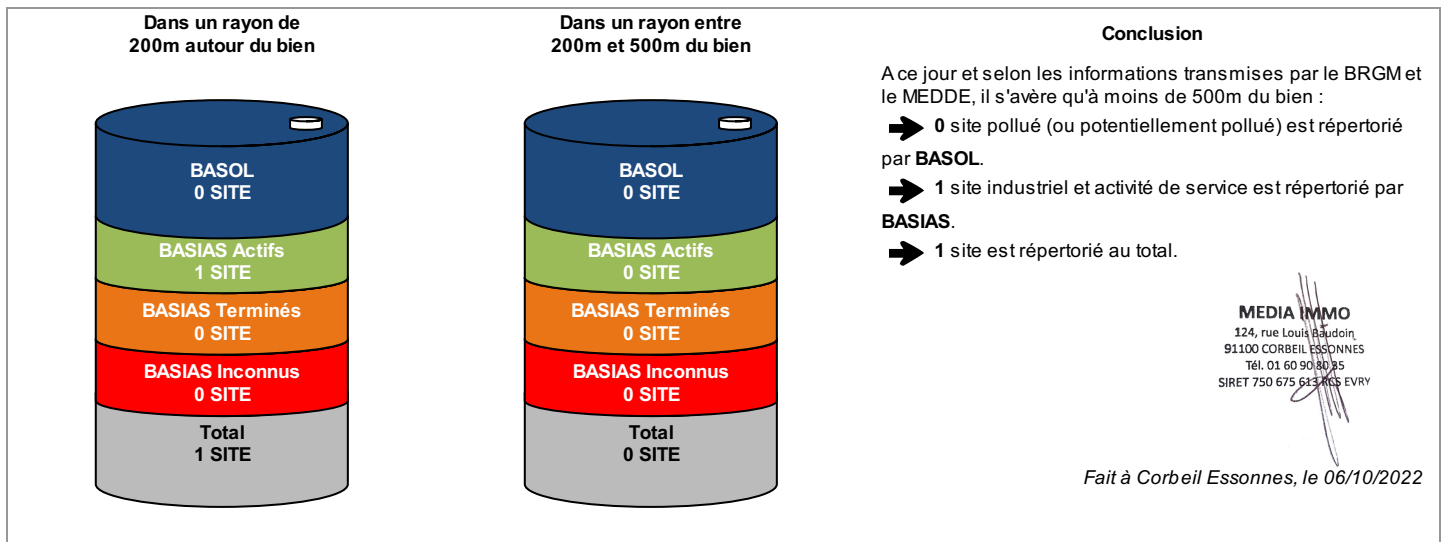 Dans un rayon de
200m autour du bien
BASOL
0 SITE
BASIAS Actifs
1 SITE
BASIAS Terminés
0 SITE
BASIAS Inconnus
0 SITE
Total
1 SITE
Dans un rayon entre
200m et 500m du bien
BASOL
0 SITE
BASIAS Actifs
0 SITE
BASIAS Terminés
0 SITE
BASIAS Inconnus
0 SITE
Total
0 SITE
Conclusion
A ce jour et selon les informations transmises par le BRGM et
le MEDDE, il s'avère qu'à moins de 500m du bien :
0 site pollué (ou potentiellement pollué) est répertorié
par BASOL.
1 site industriel et activité de service est répertorié par
BASIAS.
1 site est répertorié au total.
MEDIA IMMO
124, rue Louis Baudoin
91100 CORBEIL ESSONNES
Tél. 01 60 90 80 85
SIRET 750 675 613 RCS EVRY
Fait à Corbeil Essonnes, le 06/10/2022